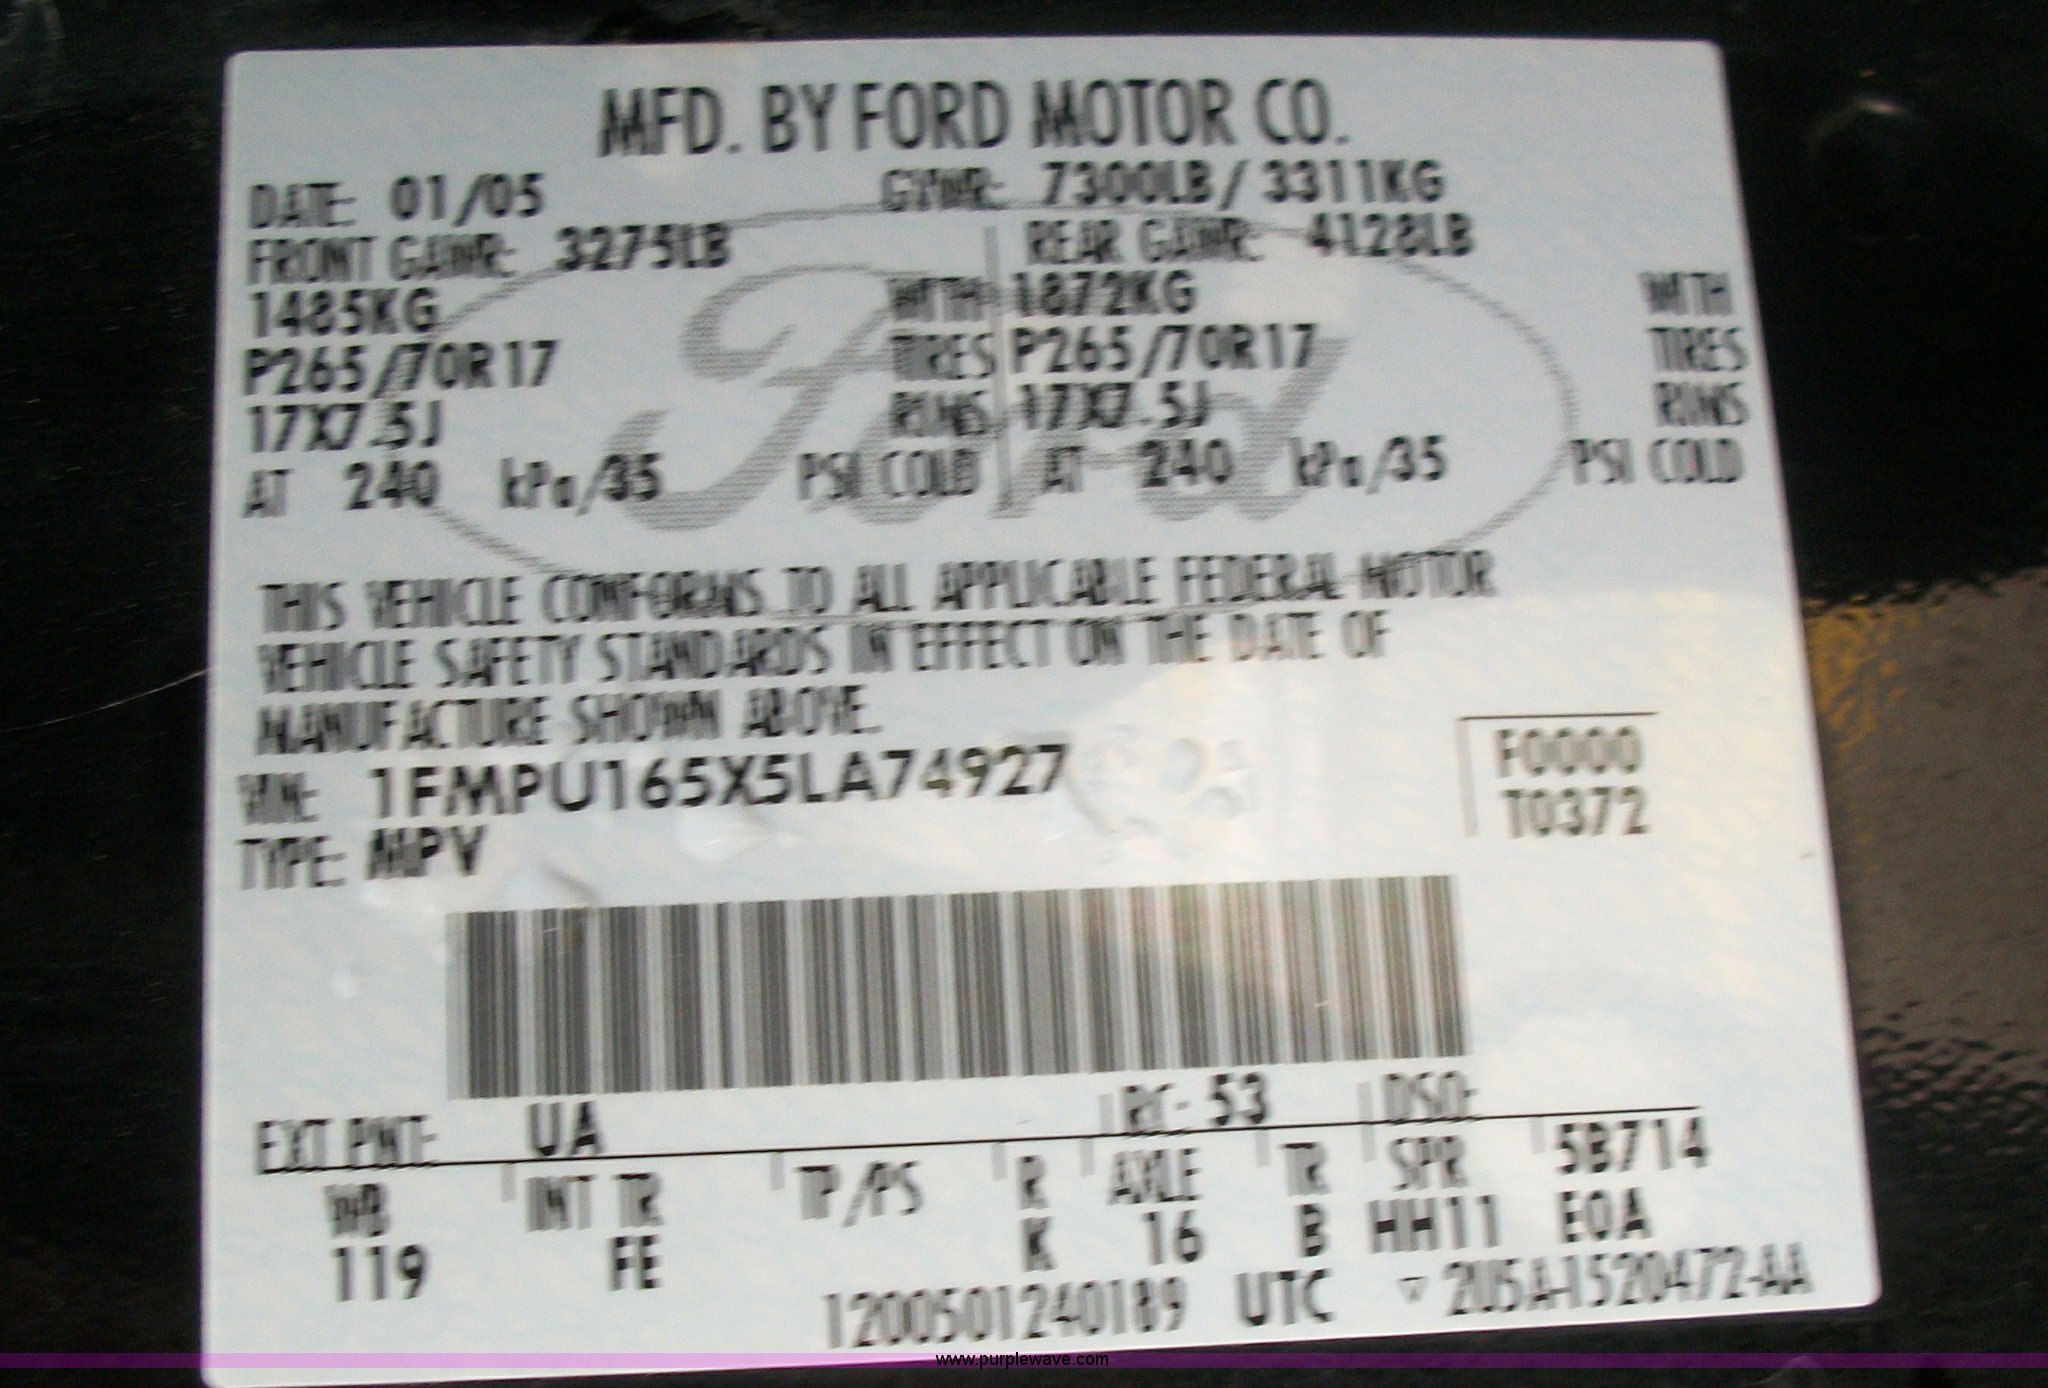 MFD. BY FORD MOTOR CO.
DATE: 01/05 GVWR: 7300LB/ 3311KG
FRONT GAWR: 3275LB REAR GAWR: 4128LB
1485KG WITH 1872KG WITH
P265/70R17 TIRES P265/70R17 TIRES
17X7.5J RIMS 17X7.5J RIMS
AT 240 kPa/35 PSI COLD AT 240 kPa/35 PSI COLD
Ford
THIS VEHICLE CONFORMS TO ALL APPLICABLE FEDERAL MOTOR
VEHICLE SAFETY STANDARDS IN EFFECT ON THE DATE OF
MANUFACTURE SHOWN ABOVE.
VIN: 1FMPU165X5LA74927 F0000
TYPE: MPV T0372
EXT PNT: UA RC: 53 DSO:
WB INT TR TP/PS R AXLE TR SPR 5B714
119 FE K 16 B HH11 E0A
1200501240189 UTC ▽ 2U5A-1520472-AA
www.purplewave.com